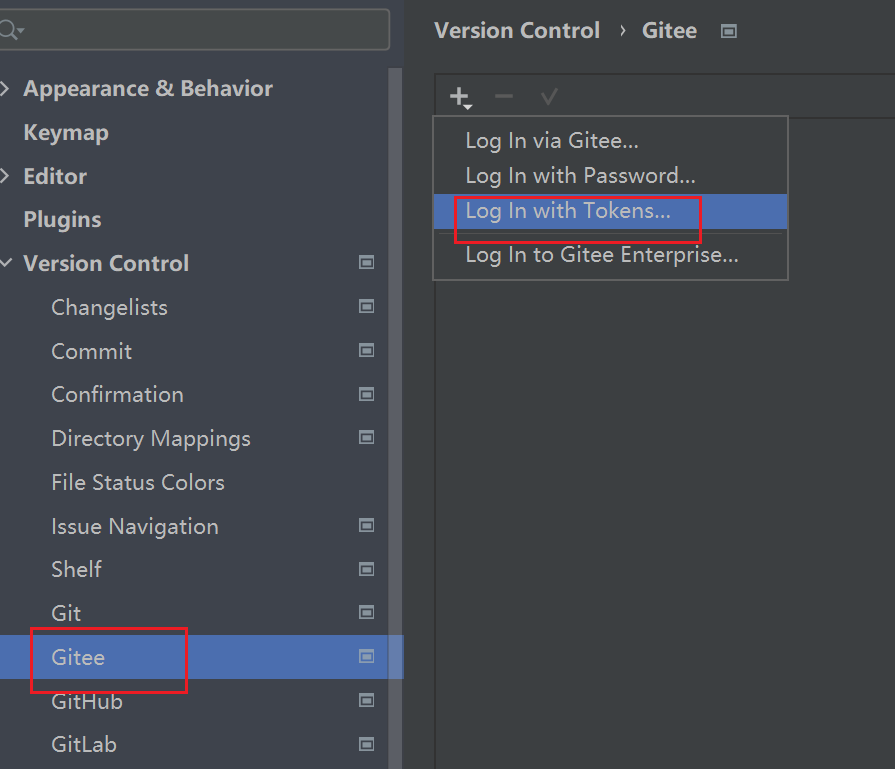 Version Control › Gitee
Appearance & Behavior
Keymap
Editor
Plugins
Version Control
Changelists
Commit
Confirmation
Directory Mappings
File Status Colors
Issue Navigation
Shelf
Git
Gitee
GitHub
GitLab
Log In via Gitee...
Log In with Password...
Log In with Tokens...
Log In to Gitee Enterprise...